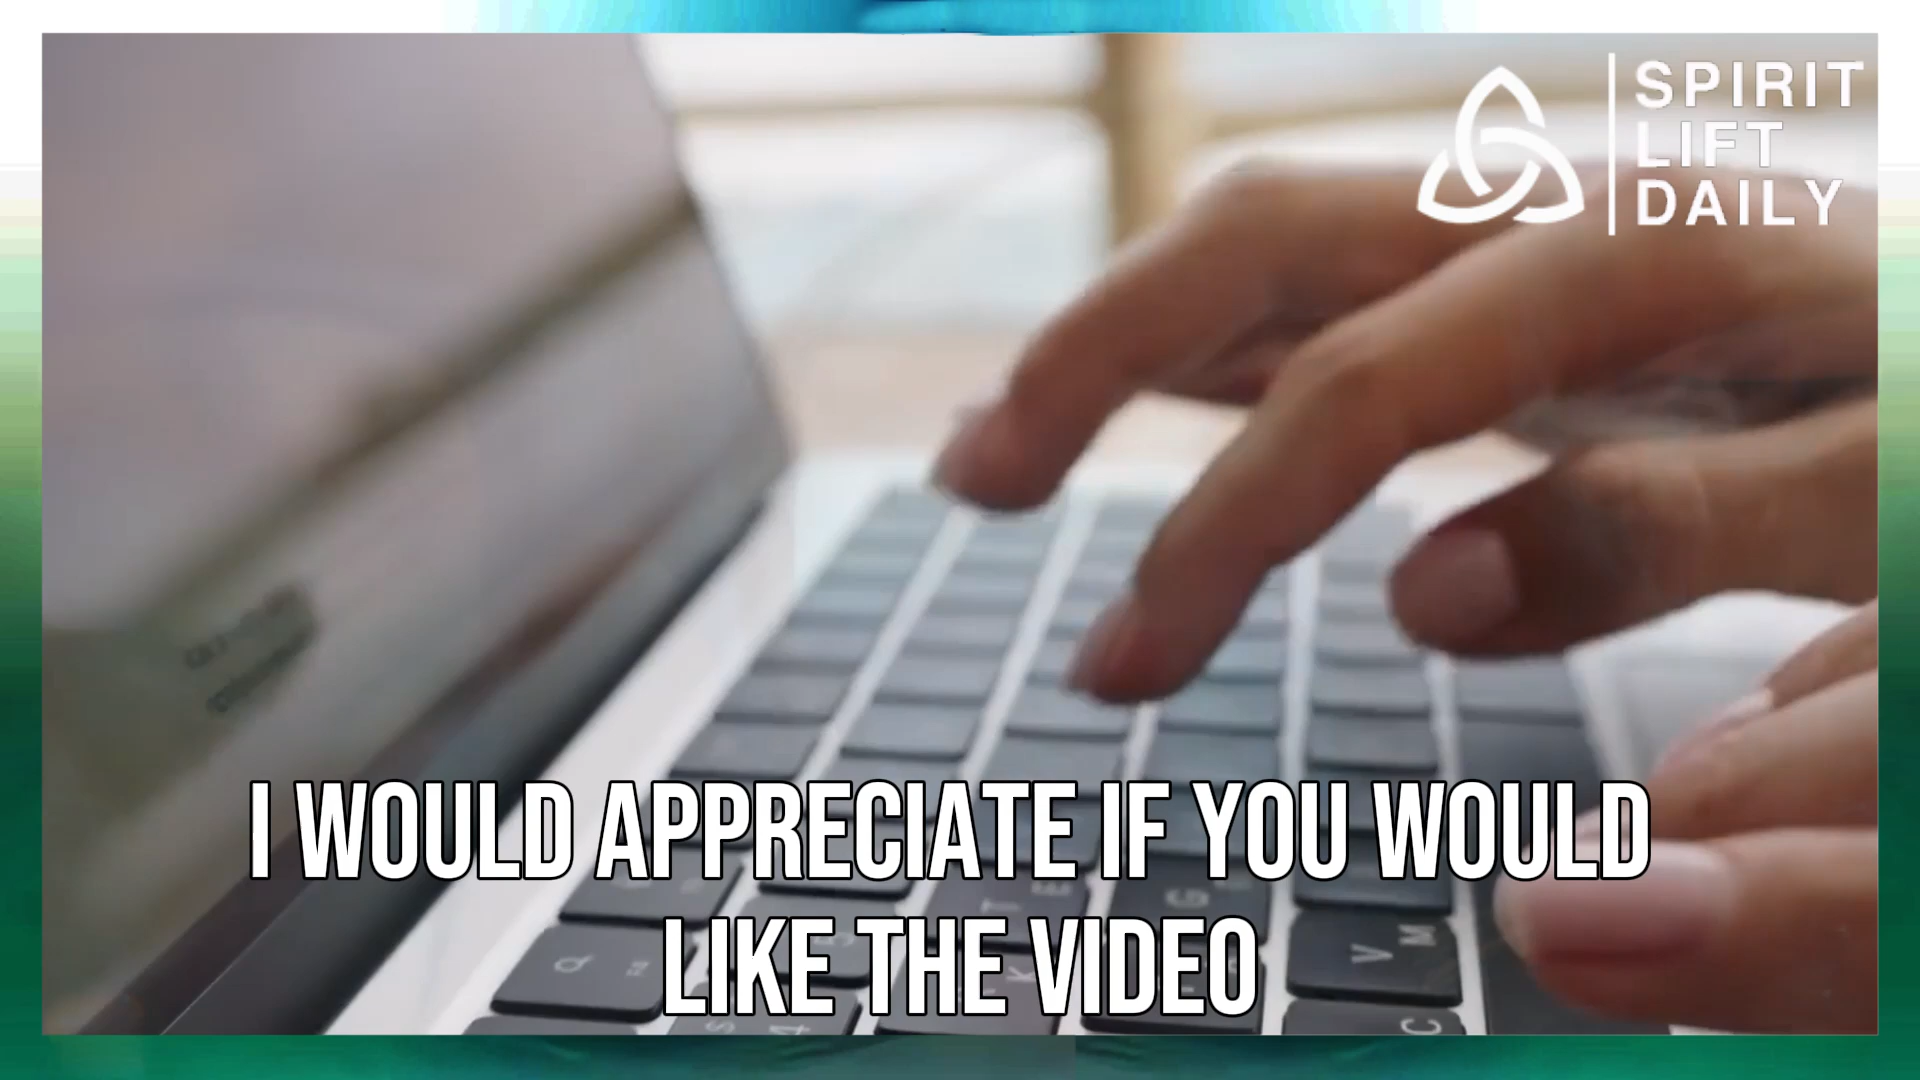 SPIRIT
LIFT
DAILY
I WOULD APPRECIATE IF YOU WOULD
LIKE THE VIDEO